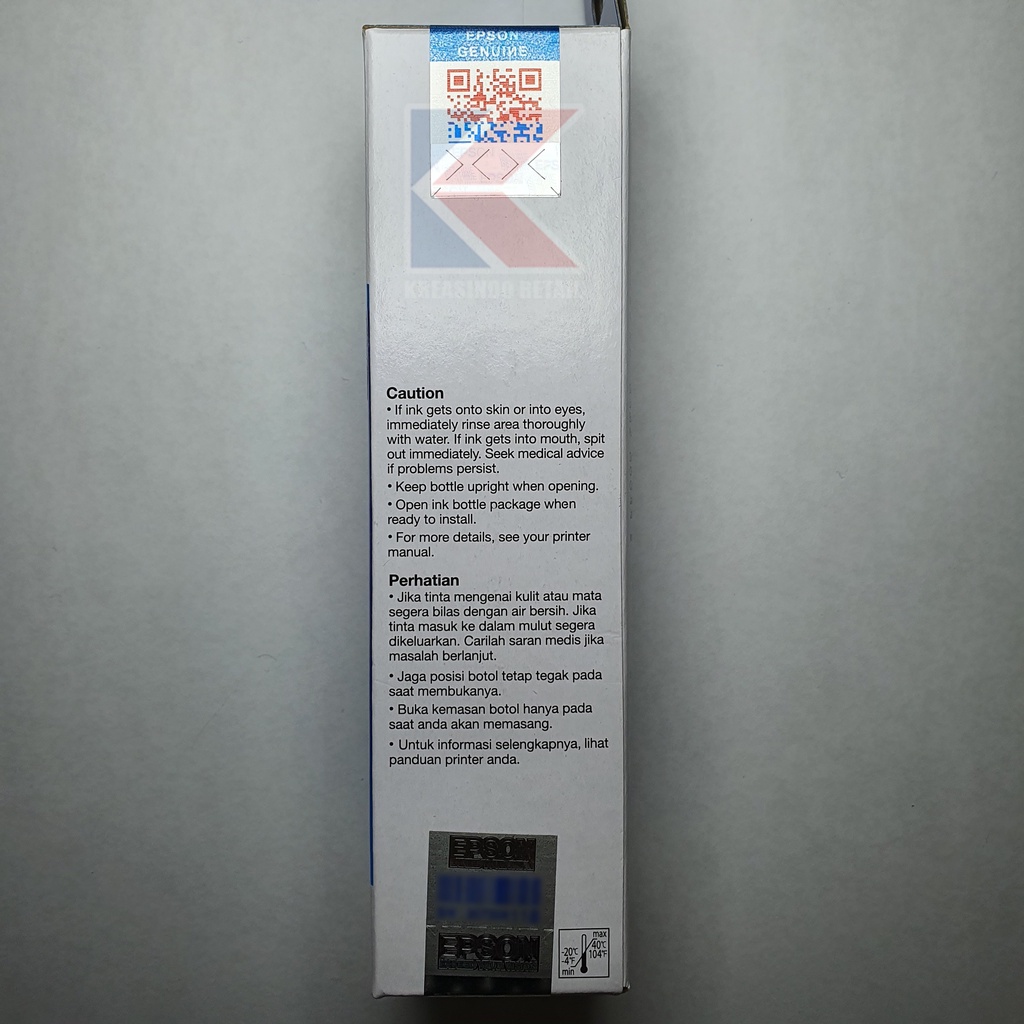 EPSON
GENUINE
KREASINDO RETAIL
Caution
• If ink gets onto skin or into eyes,
immediately rinse area thoroughly
with water. If ink gets into mouth, spit
out immediately. Seek medical advice
if problems persist.
• Keep bottle upright when opening.
• Open ink bottle package when
ready to install.
• For more details, see your printer
manual.
Perhatian
• Jika tinta mengenai kulit atau mata
segera bilas dengan air bersih. Jika
tinta masuk ke dalam mulut segera
dikeluarkan. Carilah saran medis jika
masalah berlanjut.
• Jaga posisi botol tetap tegak pada
saat membukanya.
• Buka kemasan botol hanya pada
saat anda akan memasang.
• Untuk informasi selengkapnya, lihat
panduan printer anda.
EPSON
EPSON
max
-20°C 40°C
-4°F 104°F
min